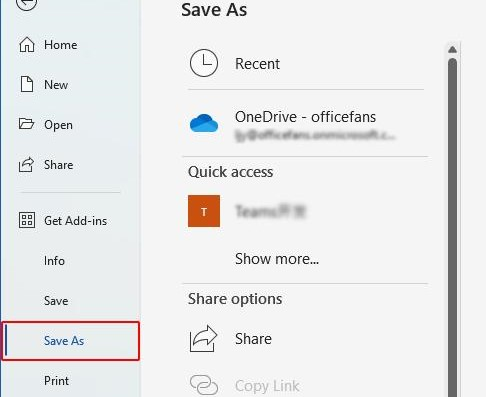 Home
New
Open
Share
Get Add-ins
Info
Save
Save As
Print
Save As
Recent
OneDrive - officefans
Quick access
T
Show more...
Share options
Share
Copy Link